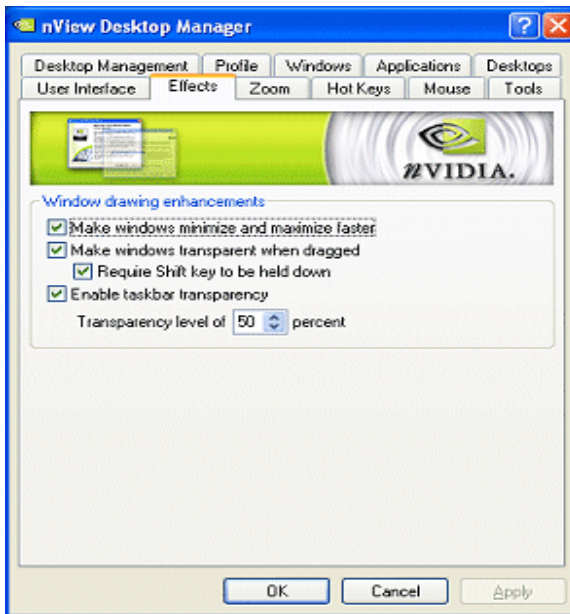 nView Desktop Manager
Desktop Management Profile Windows Applications Desktops
User Interface Effects Zoom Hot Keys Mouse Tools
nVIDIA.
Window drawing enhancements
Make windows minimize and maximize faster
Make windows transparent when dragged
Require Shift key to be held down
Enable taskbar transparency
Transparency level of 50 percent
OK Cancel Apply